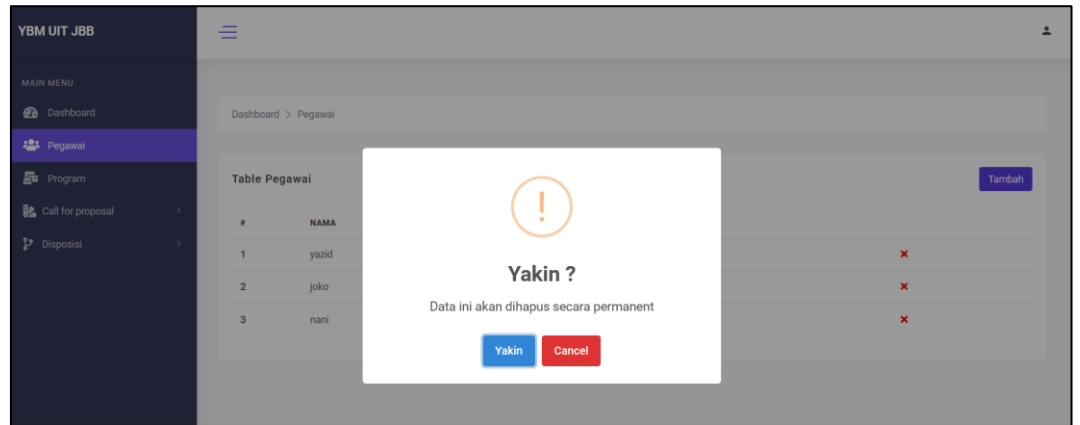 YBM UIT JBB
MAIN MENU
Dashboard
Pegawai
Program
Call for proposal
Disposisi
Dashboard > Pegawai
Table Pegawai
Tambah
# NAMA
1 yazid
2 joko
3 nani
!
Yakin ?
Data ini akan dihapus secara permanent
Yakin Cancel